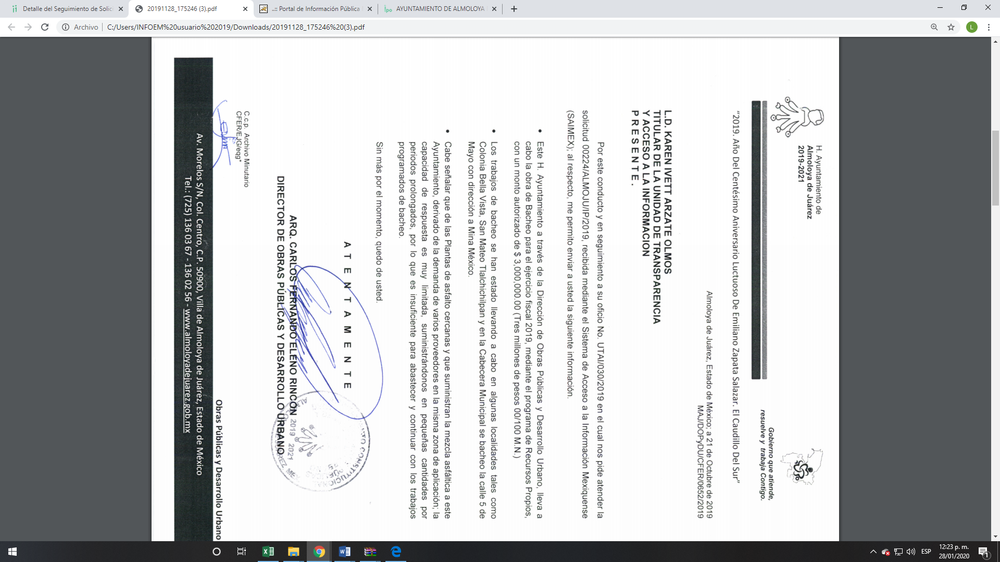 Detalle del Seguimiento de Solici
20191128_175246 (3).pdf
..:: Portal de Información Pública
ipo
AYUNTAMIENTO DE ALMOLOYA
Archivo
C:/Users/INFOEM%20usuario%202019/Downloads/20191128_175246%20(3).pdf
L
H. Ayuntamiento de
Almoloya de Juárez
2019-2021
Gobierno que atiende,
resuelve y trabaja Contigo.
"2019. Año Del Centésimo Aniversario Luctuoso De Emiliano Zapata Salazar. El Caudillo Del Sur"
Almoloya de Juárez, Estado de México; a 21 de Octubre de 2019
MAJ/DOPyDU/CFER/0652/2019
L.D. KAREN IVETT ARZATE OLMOS
TITULAR DE LA UNIDAD DE TRANSPARENCIA
Y ACCESO A LA INFORMACION
P R E S E N T E .
Por este conducto y en seguimiento a su oficio No. UTAI/030/2019 en el cual nos pide atender la
solicitud 00224/ALMOJU/IP/2019, recibida mediante el Sistema de Acceso a la Información Mexiquense
(SAIMEX); al respecto, me permito enviar a usted la siguiente información.
• Este H. Ayuntamiento a través de la Dirección de Obras Públicas y Desarrollo Urbano, lleva a
cabo la obra de Bacheo para el ejercicio fiscal 2019, mediante el programa de Recursos Propios,
con un monto autorizado de $ 3,000,000.00 (Tres millones de pesos 00/100 M.N.)
• Los trabajos de bacheo se han estado llevando a cabo en algunas localidades tales como
Colonia Bella Vista, San Mateo Tlalchichilpan y en la Cabecera Municipal se bacheo la calle 5 de
Mayo con dirección a Mina México.
• Cabe señalar que de las Plantas de asfalto cercanas y que suministran la mezcla asfáltica a este
Ayuntamiento, derivado de la demanda de varios proveedores en la misma zona de aplicación; la
capacidad de respuesta es muy limitada, suministrándonos en pequeñas cantidades por
periodos prolongados, por lo que es insuficiente para abastecer y continuar con los trabajos
programados de bacheo.
Sin más por el momento, quedo de usted.
A T E N T A M E N T E
ARQ. CARLOS FERNANDO ELENO RINCÓN
DIRECTOR DE OBRAS PÚBLICAS Y DESARROLLO URBANO
CONSTITUCIONAL
2019 2021
C.c.p. Archivo Minutario
CFER/EJG/eqg*
Obras Públicas y Desarrollo Urbano
Av. Morelos S/N, Col. Centro, C.P. 50900, Villa de Almoloya de Juárez, Estado de México
Tel.: (725) 136 03 67 - 136 02 56 - www.almoloyadejuarez.gob.mx
ESP
12:23 p. m.
28/01/2020
1